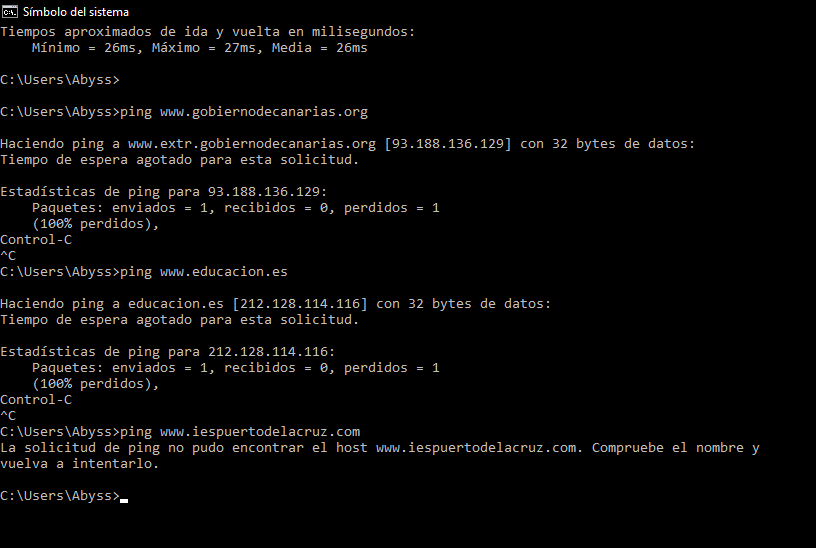 Símbolo del sistema
Tiempos aproximados de ida y vuelta en milisegundos:
    Mínimo = 26ms, Máximo = 27ms, Media = 26ms
C:\Users\Abyss>
C:\Users\Abyss>ping www.gobiernodecanarias.org
Haciendo ping a www.extr.gobiernodecanarias.org [93.188.136.129] con 32 bytes de datos:
Tiempo de espera agotado para esta solicitud.
Estadísticas de ping para 93.188.136.129:
    Paquetes: enviados = 1, recibidos = 0, perdidos = 1
    (100% perdidos),
Control-C
^C
C:\Users\Abyss>ping www.educacion.es
Haciendo ping a educacion.es [212.128.114.116] con 32 bytes de datos:
Tiempo de espera agotado para esta solicitud.
Estadísticas de ping para 212.128.114.116:
    Paquetes: enviados = 1, recibidos = 0, perdidos = 1
    (100% perdidos),
Control-C
^C
C:\Users\Abyss>ping www.iespuertodelacruz.com
La solicitud de ping no pudo encontrar el host www.iespuertodelacruz.com. Compruebe el nombre y
vuelva a intentarlo.
C:\Users\Abyss>